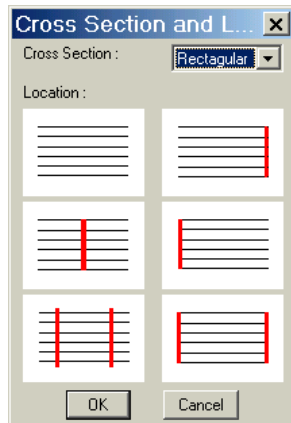 Cross Section and L...
Cross Section :
Rectagular
Location :
OK
Cancel